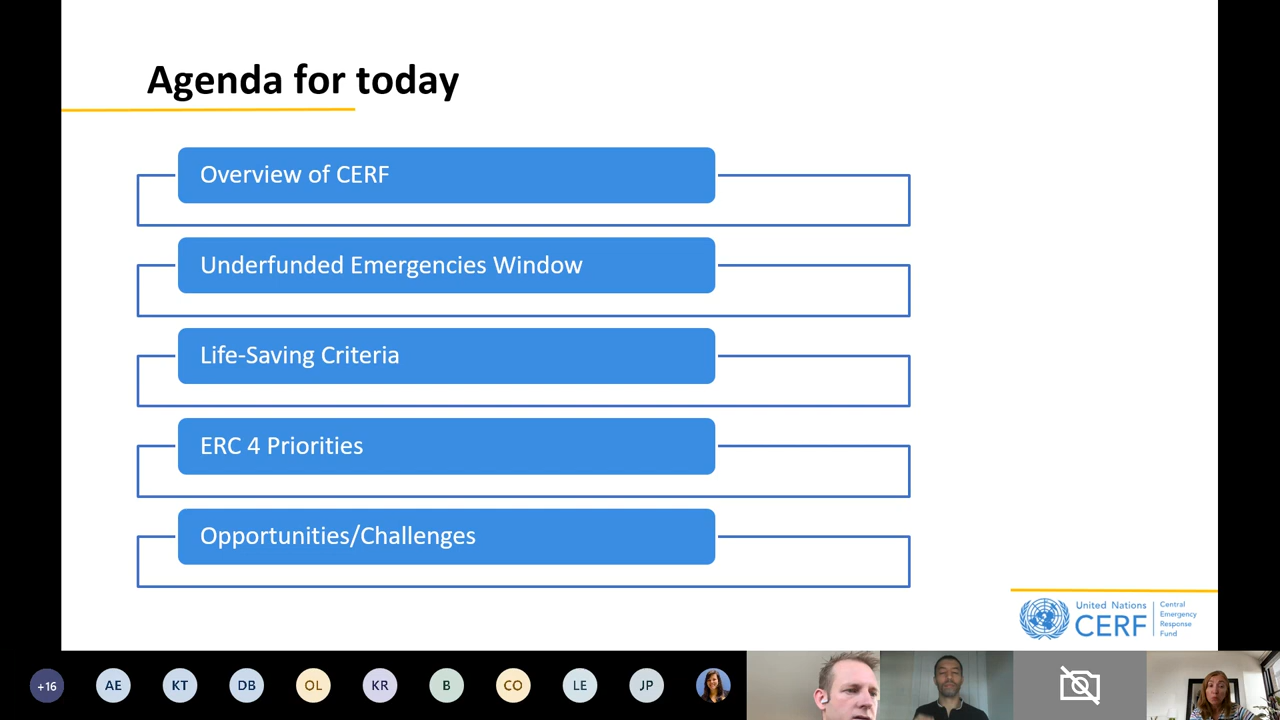 Agenda for today
Overview of CERF
Underfunded Emergencies Window
Life-Saving Criteria
ERC 4 Priorities
Opportunities/Challenges
United Nations
CERF
Central
Emergency
Response
Fund
+16
AE
KT
DB
OL
KR
B
CO
LE
JP